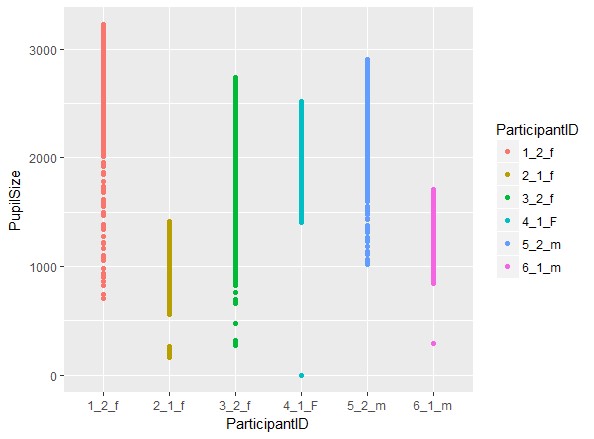 PupilSize
3000
2000
1000
0
1_2_f
2_1_f
3_2_f
4_1_F
5_2_m
6_1_m
ParticipantID
ParticipantID
1_2_f
2_1_f
3_2_f
4_1_F
5_2_m
6_1_m